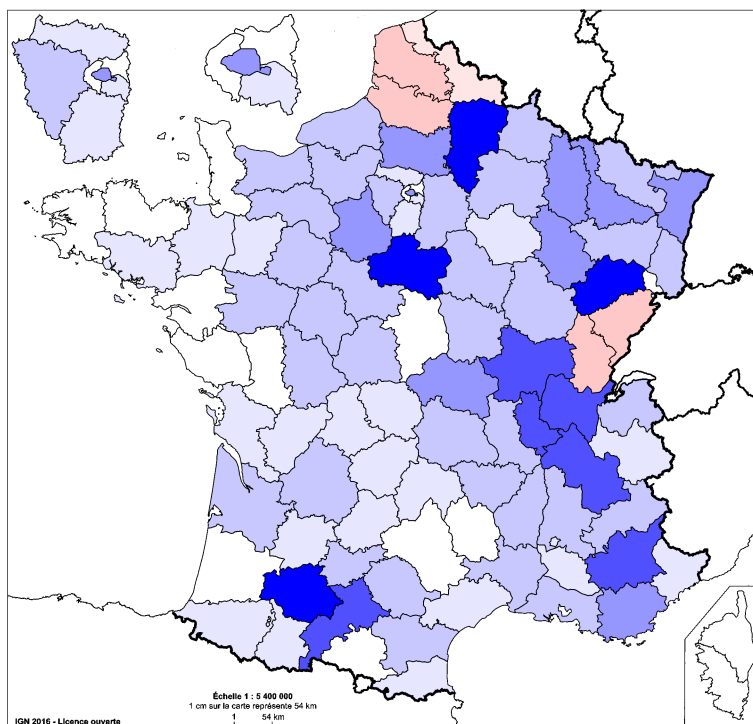 Échelle 1 : 5 400 000
1 cm sur la carte représente 54 km
1 54 km
IGN 2016 - Licence ouverte